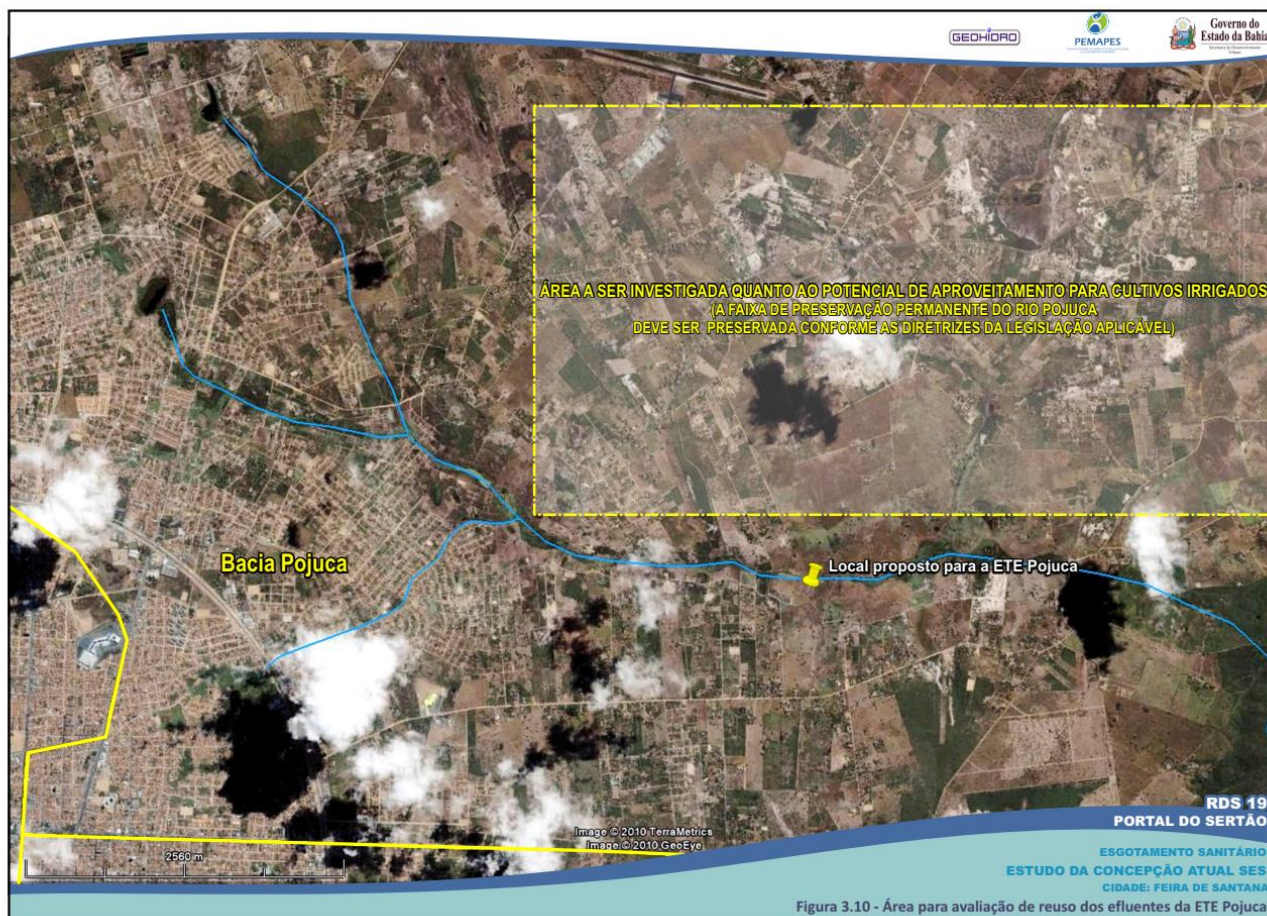 GEOHIDRO
PEMAPES
Governo do
Estado da Bahia
ÁREA A SER INVESTIGADA QUANTO AO POTENCIAL DE APROVEITAMENTO PARA CULTIVOS IRRIGADOS
(A FAIXA DE PRESERVAÇÃO PERMANENTE DO RIO POJUCA
DEVE SER PRESERVADA CONFORME AS DIRETRIZES DA LEGISLAÇÃO APLICÁVEL)
Bacia Pojuca
Local proposto para a ETE Pojuca
Image © 2010 TerraMetrics
Image © 2010 GeoEye
2560 m
RDS 19
PORTAL DO SERTÃO
ESGOTAMENTO SANITÁRIO
ESTUDO DA CONCEPÇÃO ATUAL SES
CIDADE: FEIRA DE SANTANA
Figura 3.10 - Área para avaliação de reuso dos efluentes da ETE Pojuca